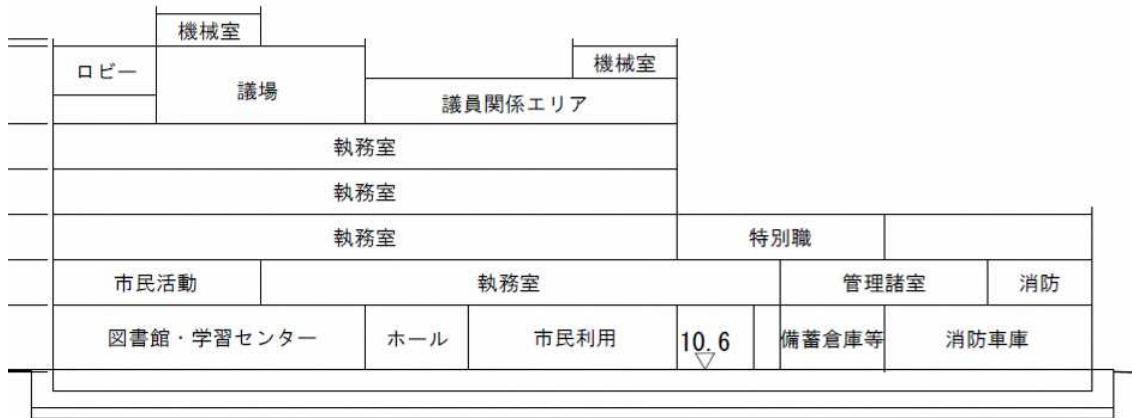 機械室
ロビー
議場
機械室
議員関係エリア
執務室
執務室
執務室
特別職
市民活動
執務室
管理諸室
消防
図書館・学習センター
ホール
市民利用
10.6
備蓄倉庫等
消防車庫